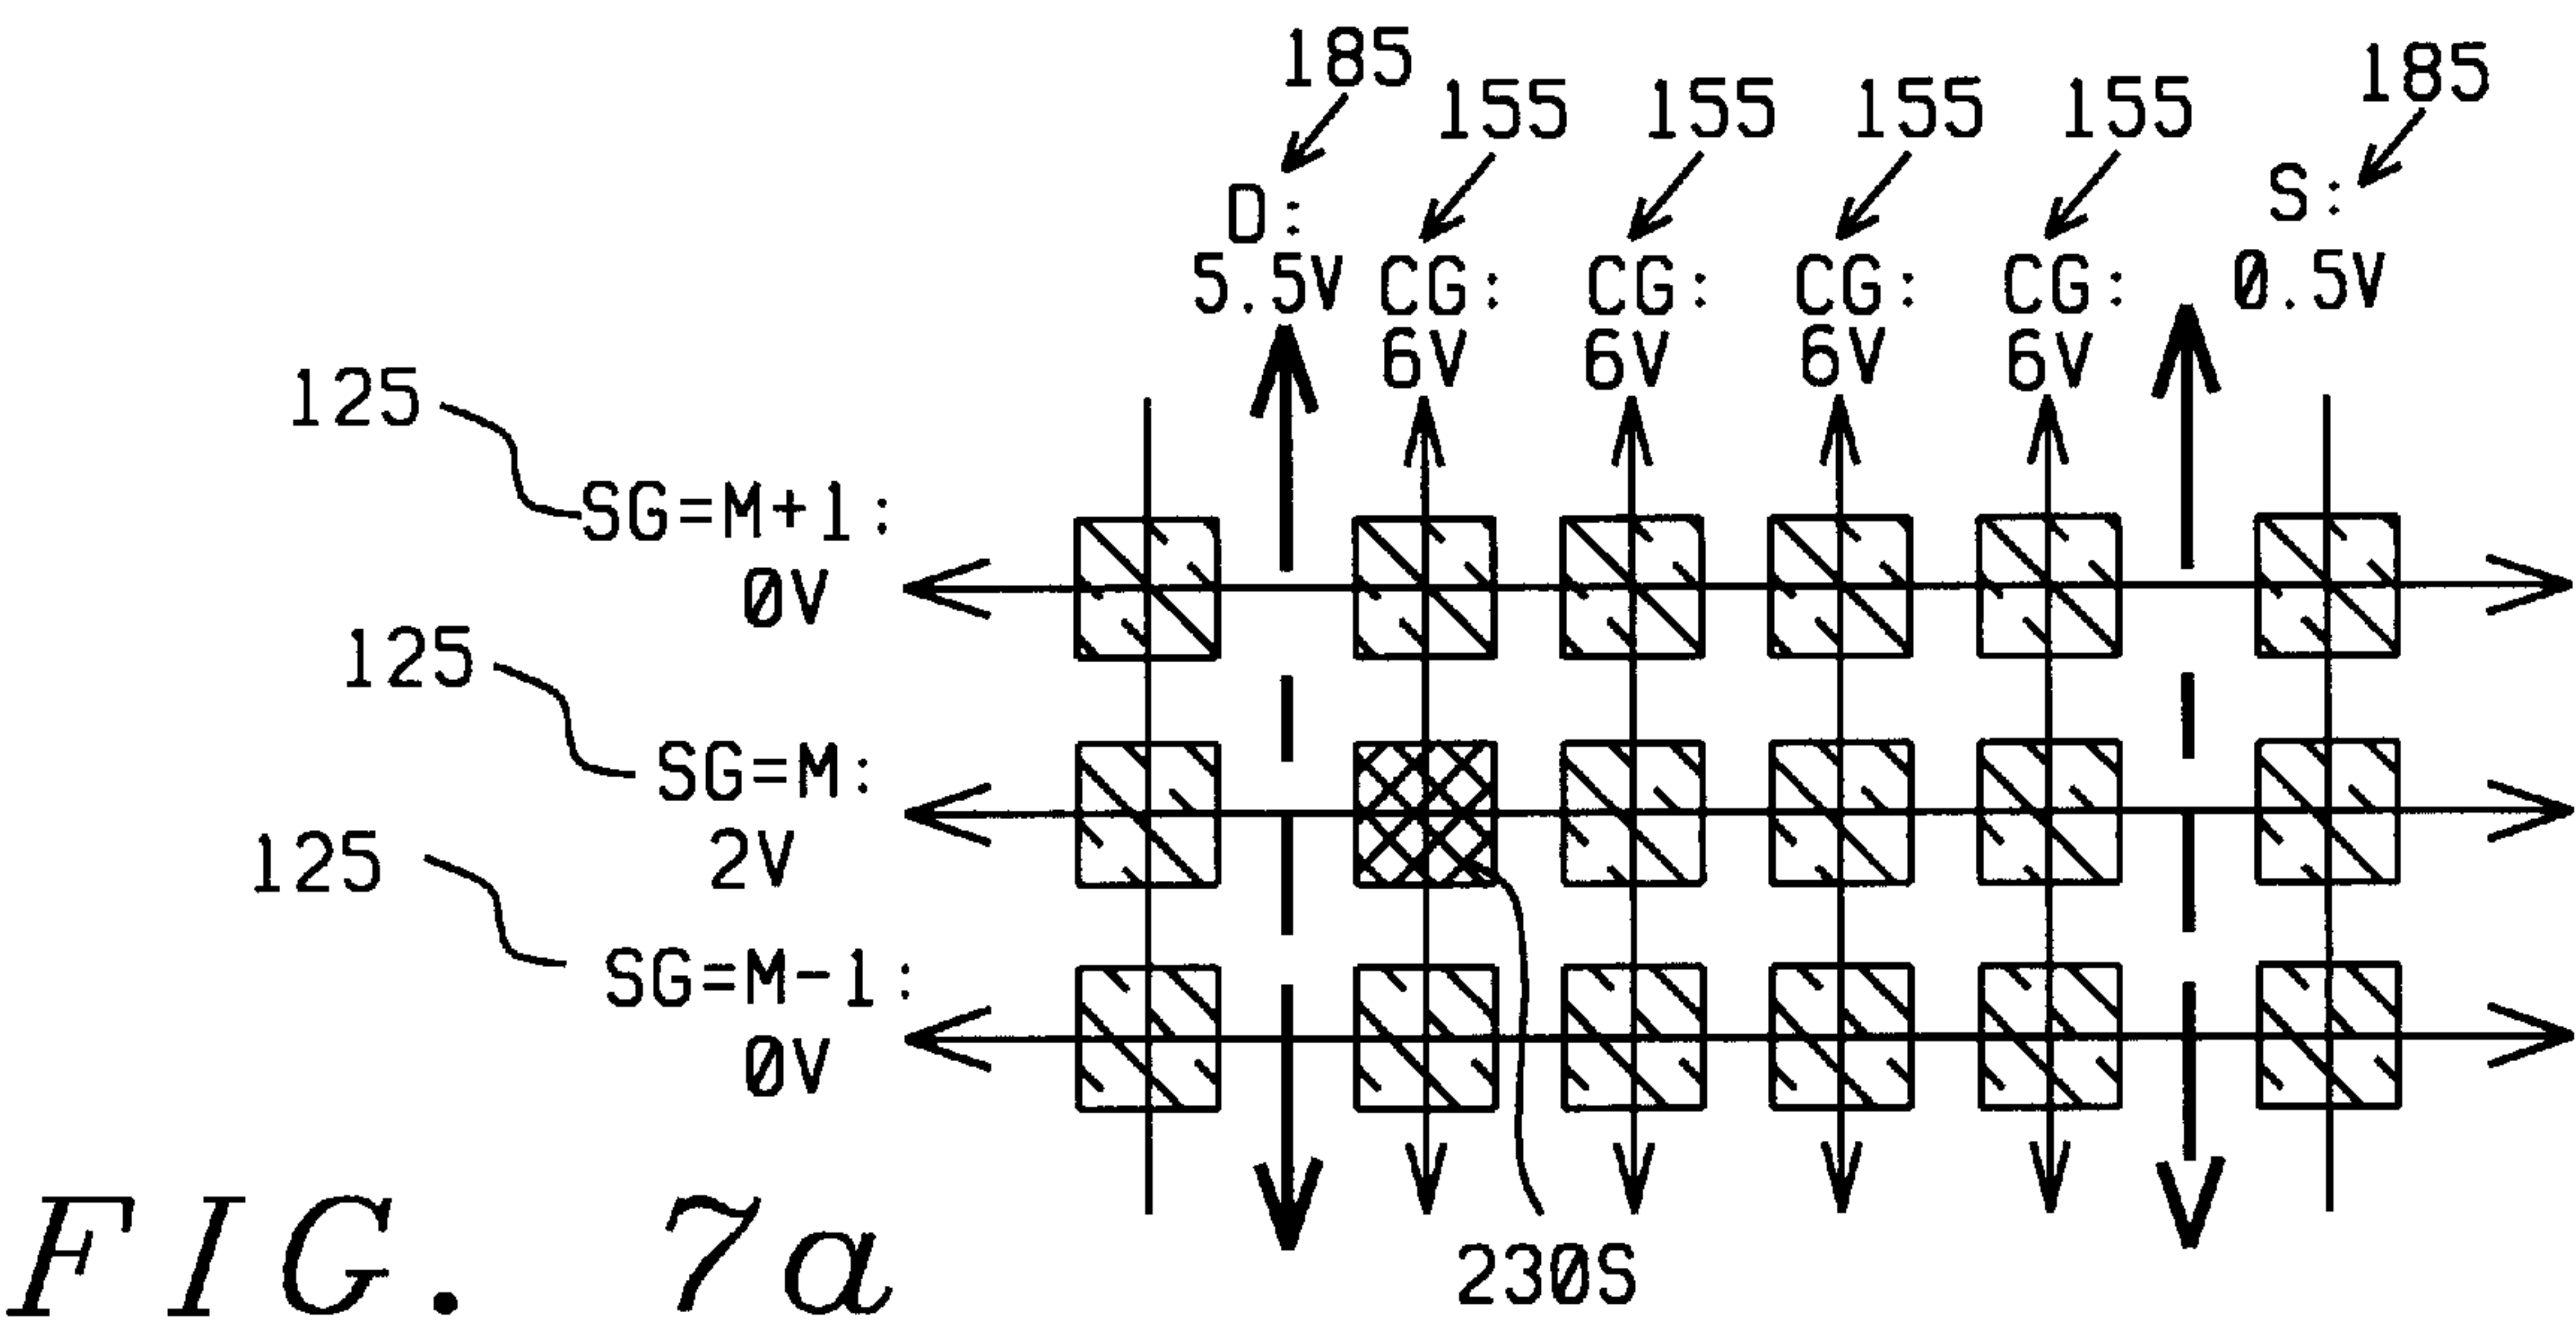 185
185
155 155 155 155
D:
S:
5.5V
0.5V
CG: CG: CG: CG:
6V 6V 6V 6V
125
SG=M+1:
0V
125
SG=M:
2V
125
SG=M-1:
0V
230S
FIG. 7a